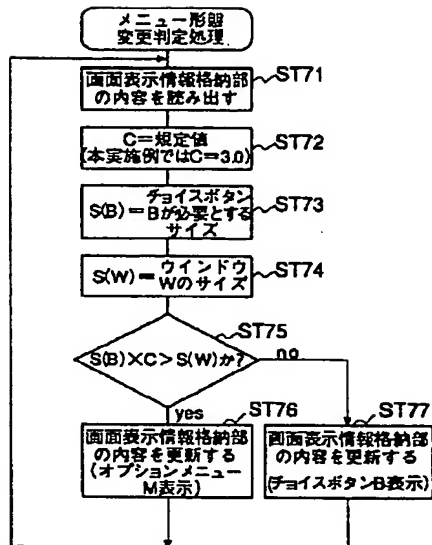 メニュー形態
変更判定処理
画面表示情報格納部
の内容を読み出す
ST71
C=規定値
(本実施例ではC=3.0)
ST72
S(B)=チョイスボタン
Bが必要とする
サイズ
ST73
S(W)=ウインドウ
Wのサイズ
ST74
ST75
S(B)×C>S(W)か?
no
yes
ST76
画面表示情報格納部
の内容を更新する
(オプションメニュー
M表示)
ST77
画面表示情報格納部
の内容を更新する
(チョイスボタンB表示)